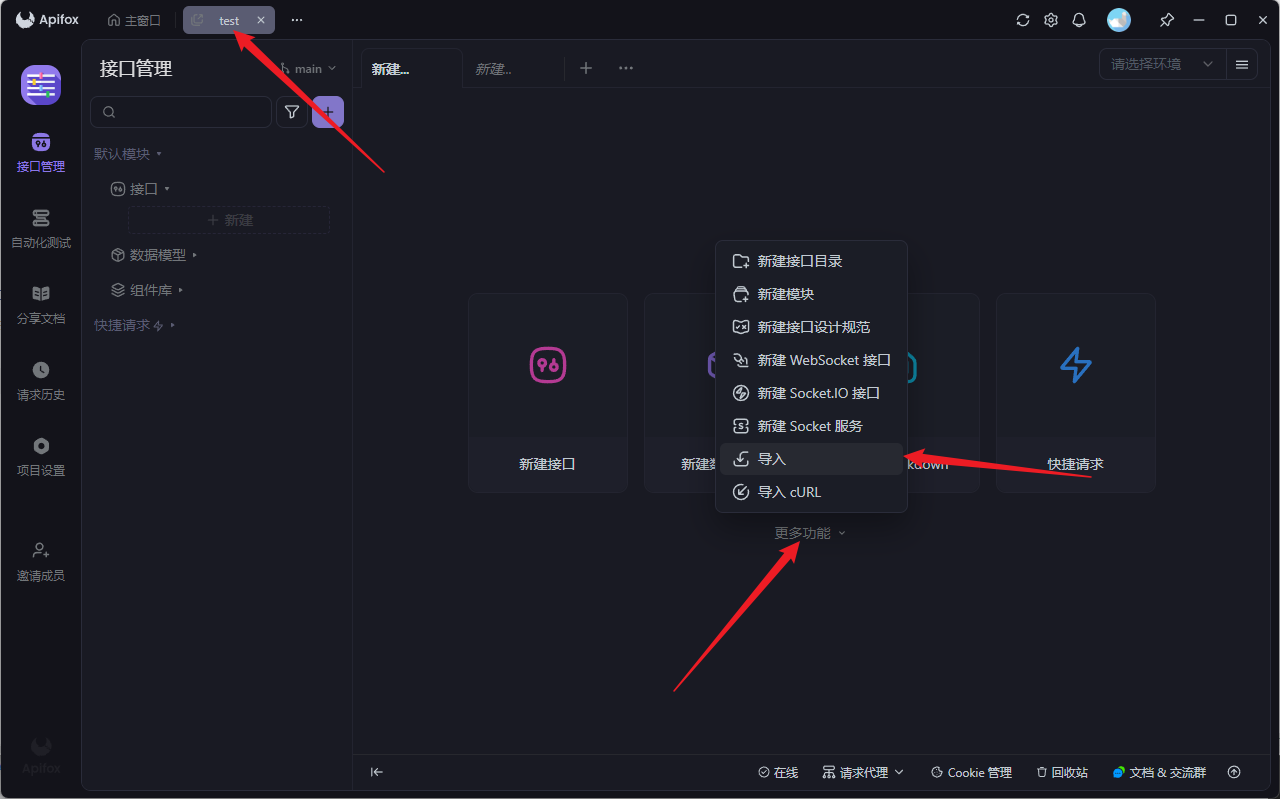 Apifox
主窗口
test
接口管理
main
新建...
新建...
请选择环境
接口管理
自动化测试
分享文档
请求历史
项目设置
邀请成员
Apifox
默认模块
接口
新建
数据模型
组件库
快捷请求
新建接口目录
新建模块
新建接口设计规范
新建 WebSocket 接口
新建 Socket.IO 接口
新建 Socket 服务
导入
导入 cURL
新建接口
新建数
kdown
快捷请求
更多功能
在线
请求代理
Cookie 管理
回收站
文档 & 交流群